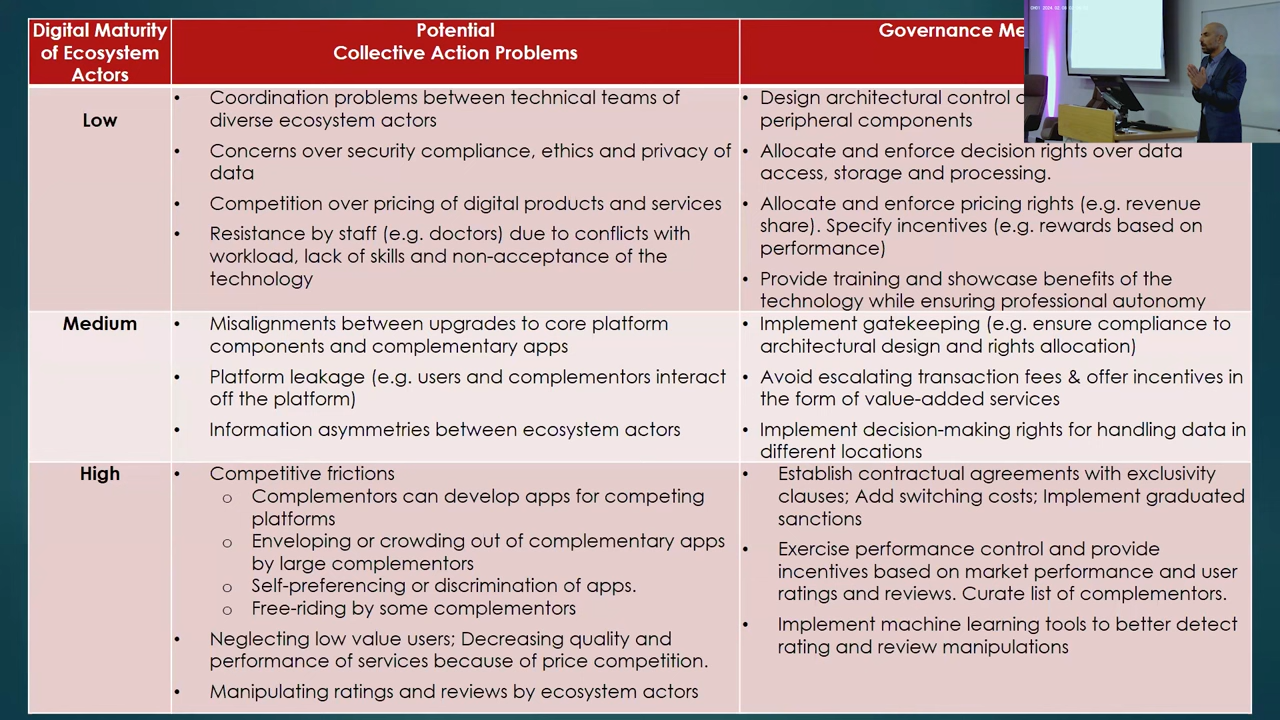 Digital Maturity
of Ecosystem
Actors
Potential
Collective Action Problems
Governance
Low
• Coordination problems between technical teams of
diverse ecosystem actors
• Concerns over security compliance, ethics and privacy of
data
• Competition over pricing of digital products and services
• Resistance by staff (e.g. doctors) due to conflicts with
workload, lack of skills and non-acceptance of the
technology
• Design architectural control
peripheral components
• Allocate and enforce decision rights over data
access, storage and processing.
• Allocate and enforce pricing rights (e.g. revenue
share). Specify incentives (e.g. rewards based on
performance)
• Provide training and showcase benefits of the
technology while ensuring professional autonomy
Medium
• Misalignments between upgrades to core platform
components and complementary apps
• Platform leakage (e.g. users and complementors interact
off the platform)
• Information asymmetries between ecosystem actors
• Implement gatekeeping (e.g. ensure compliance to
architectural design and rights allocation)
• Avoid escalating transaction fees & offer incentives in
the form of value-added services
• Implement decision-making rights for handling data in
different locations
High
• Competitive frictions
o Complementors can develop apps for competing
platforms
o Enveloping or crowding out of complementary apps
by large complementors
o Self-preferencing or discrimination of apps.
o Free-riding by some complementors
• Neglecting low value users; Decreasing quality and
performance of services because of price competition.
• Manipulating ratings and reviews by ecosystem actors
• Establish contractual agreements with exclusivity
clauses; Add switching costs; Implement graduated
sanctions
• Exercise performance control and provide
incentives based on market performance and user
ratings and reviews. Curate list of complementors.
• Implement machine learning tools to better detect
rating and review manipulations